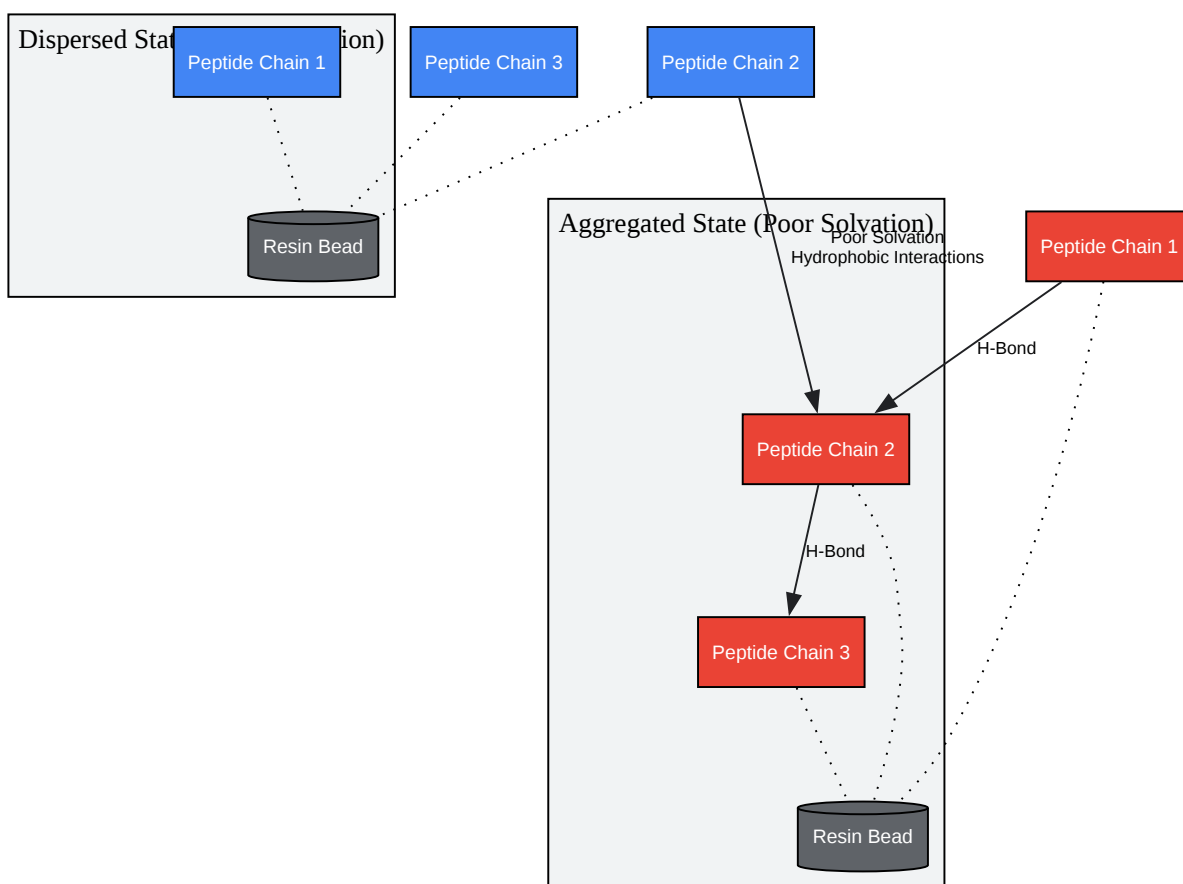 Dispersed Stat ion)
Peptide Chain 1
Peptide Chain 3
Peptide Chain 2
Resin Bead
Aggregated State (Poor Solvation)
Poor Solvation
Hydrophobic Interactions
Peptide Chain 1
H-Bond
Peptide Chain 2
H-Bond
Peptide Chain 3
Resin Bead